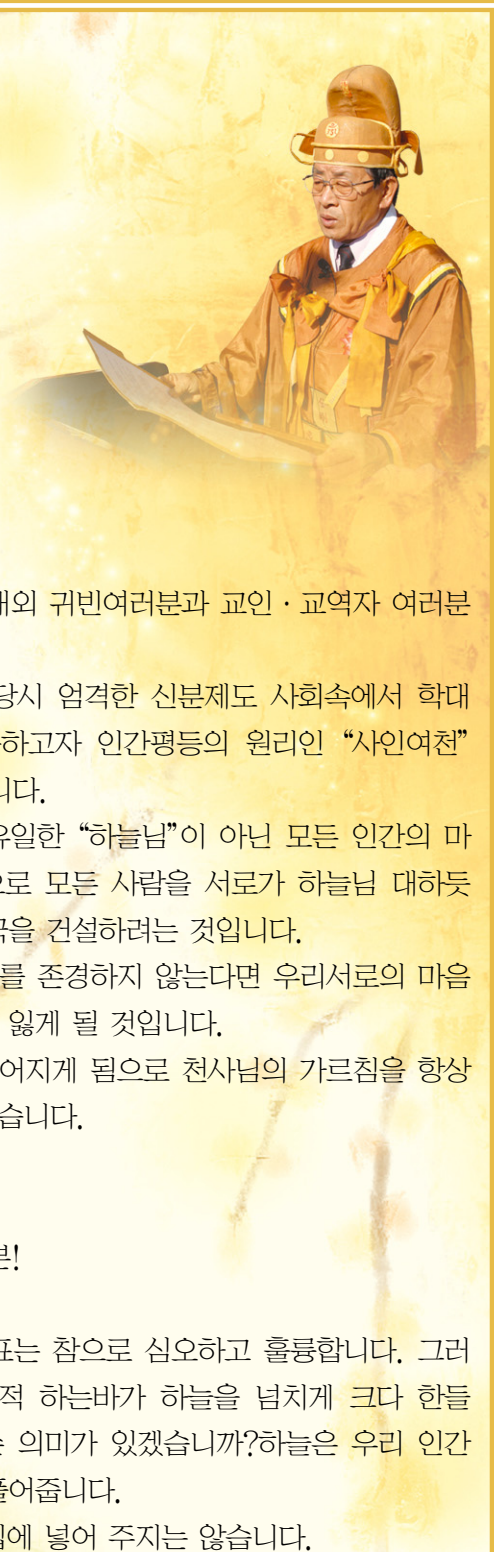 외 귀빈여러분과 교인 · 교역자 여러분
당시 엄격한 신분제도 사회속에서 학대
하고자 인간평등의 원리인 “사인여천”
니다.
유일한 “하늘님”이 아닌 모든 인간의 마
으로 모든 사람을 서로가 하늘님 대하듯
국을 건설하려는 것입니다.
를 존경하지 않는다면 우리서로의 마음
잃게 될 것입니다.
어지게 됨으로 천사님의 가르침을 항상
습니다.
분!
표는 참으로 심오하고 훌륭합니다. 그러
적 하는바가 하늘을 넘치게 크다 한들
의미가 있겠습니까?하늘은 우리 인간
풀어줍니다.
에 넣어 주지는 않습니다.